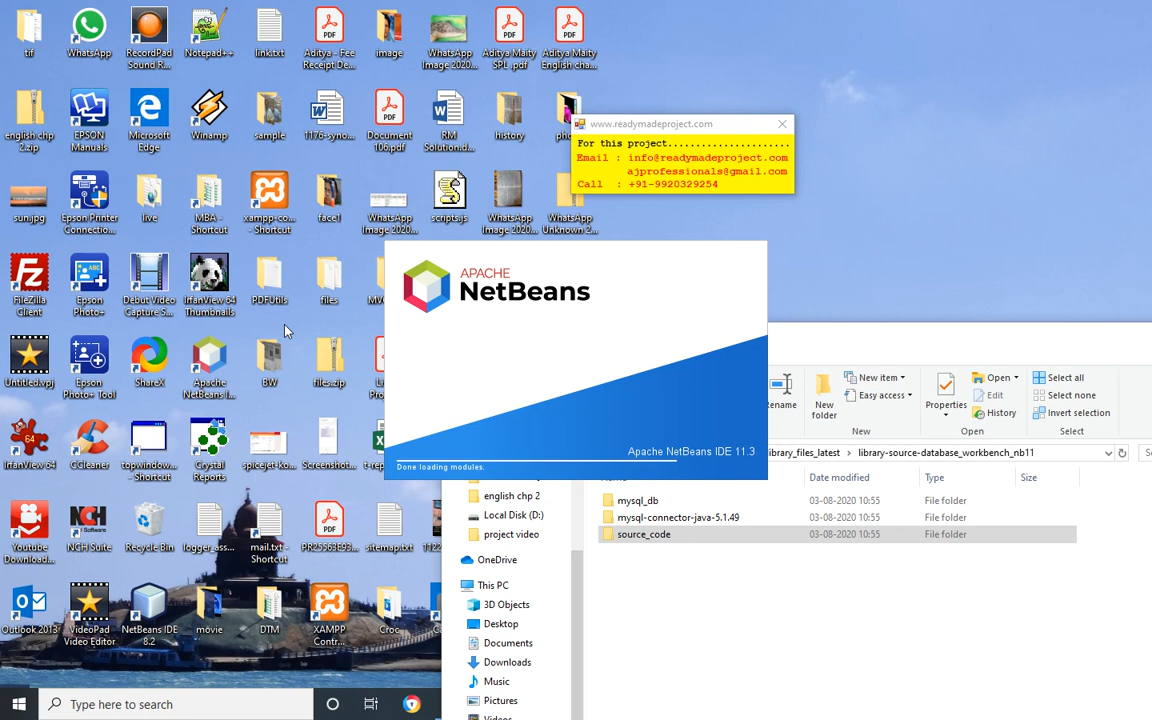 tif
WhatsApp
RecordPad
Sound R...
Notepad++
link.txt
Aditya - Fee
Receipt De...
image
WhatsApp
Image 2020...
Aditya Maity
SPL .pdf
Aditya Maity
English cha...
english chp
2.zip
EPSON
Manuals
Microsoft
Edge
Winamp
sample
1176-syno...
Document
106.pdf
RM
Solution.d...
history
www.readymadeproject.com
For this project......................
Email : info@readymadeproject.com
ajprofessionals@gmail.com
Call : +91-9920329254
sun.jpg
Epson Printer
Connectio...
live
MBA -
Shortcut
xampp-co...
- Shortcut
face1
WhatsApp
Image 2020...
scripts.js
WhatsApp
Image 2020...
WhatsApp
Unknown 2...
FileZilla
Client
Epson
Photo+
Debut Video
Capture S...
IrfanView 64
Thumbnails
PDFUtils
files
APACHE
NetBeans
Apache NetBeans IDE 11.3
Done loading modules.
Untitled.vpj
Epson
Photo+ Tool
ShareX
Apache
NetBeans I...
BW
files.zip
IrfanView 64
CCleaner
topwindow...
- Shortcut
Crystal
Reports
spicejet-ko...
Screenshot...
Youtube
Download...
NCH Suite
Recycle Bin
logger_ass...
mail.txt -
Shortcut
PR25563E93...
sitemap.txt
Outlook 2013
VideoPad
Video Editor
NetBeans IDE
8.2
movie
DTM
XAMPP
Contr...
Croc
ename
New
folder
New item
Easy access
New
Properties
Open
Edit
History
Open
Select all
Select none
Invert selection
Select
ibrary_files_latest > library-source-database_workbench_nb11
Date modified
Type
Size
mysql_db 03-08-2020 10:55 File folder
mysql-connector-java-5.1.49 03-08-2020 10:55 File folder
source_code 03-08-2020 10:55 File folder
english chp 2
Local Disk (D:)
project video
OneDrive
This PC
3D Objects
Desktop
Documents
Downloads
Music
Pictures
Videos
Type here to search